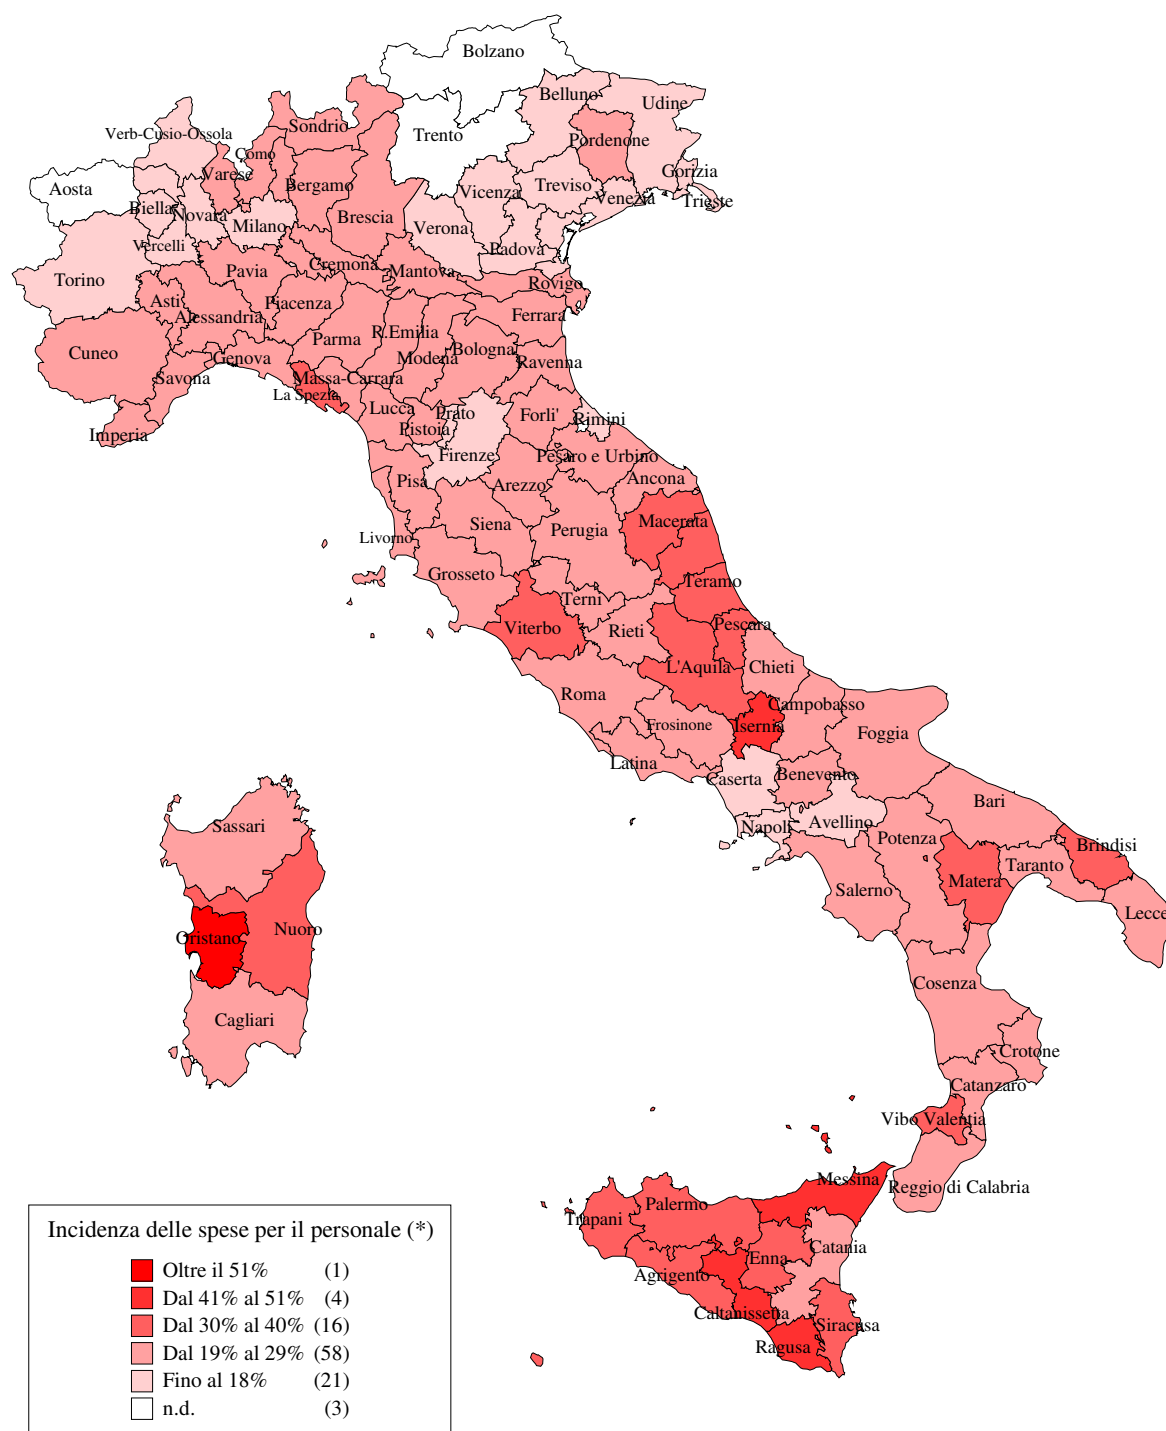 Bolzano
Belluno
Udine
Sondrio
Verb-Cusio-Ossola
Trento
Pordenone
Como
Varese
Gorizia
Aosta
Bergamo
Vicenza
Treviso
Venezia
Trieste
Biella
Novara
Brescia
Milano
Verona
Vercelli
Padova
Cremona
Pavia
Mantova
Torino
Rovigo
Asti
Piacenza
Alessandria
Ferrara
R.Emilia
Parma
Cuneo
Bologna
Modena
Genova
Ravenna
Savona
Massa-Carrara
La Spezia
Lucca
Prato
Forli'
Rimini
Pistoia
Imperia
Firenze
Pesaro e Urbino
Pisa
Arezzo
Ancona
Siena
Macerata
Perugia
Livorno
Grosseto
Teramo
Terni
Viterbo
Rieti
Pescara
L'Aquila
Chieti
Roma
Campobasso
Frosinone
Isernia
Foggia
Latina
Caserta
Benevento
Bari
Sassari
Napoli
Avellino
Potenza
Brindisi
Taranto
Matera
Salerno
Lecce
Nuoro
Oristano
Cosenza
Cagliari
Crotone
Catanzaro
Vibo Valentia
Messina
Reggio di Calabria
Palermo
Trapani
Catania
Enna
Agrigento
Caltanissetta
Siracusa
Ragusa
Incidenza delle spese per il personale (*)
Oltre il 51% (1)
Dal 41% al 51% (4)
Dal 30% al 40% (16)
Dal 19% al 29% (58)
Fino al 18% (21)
n.d. (3)